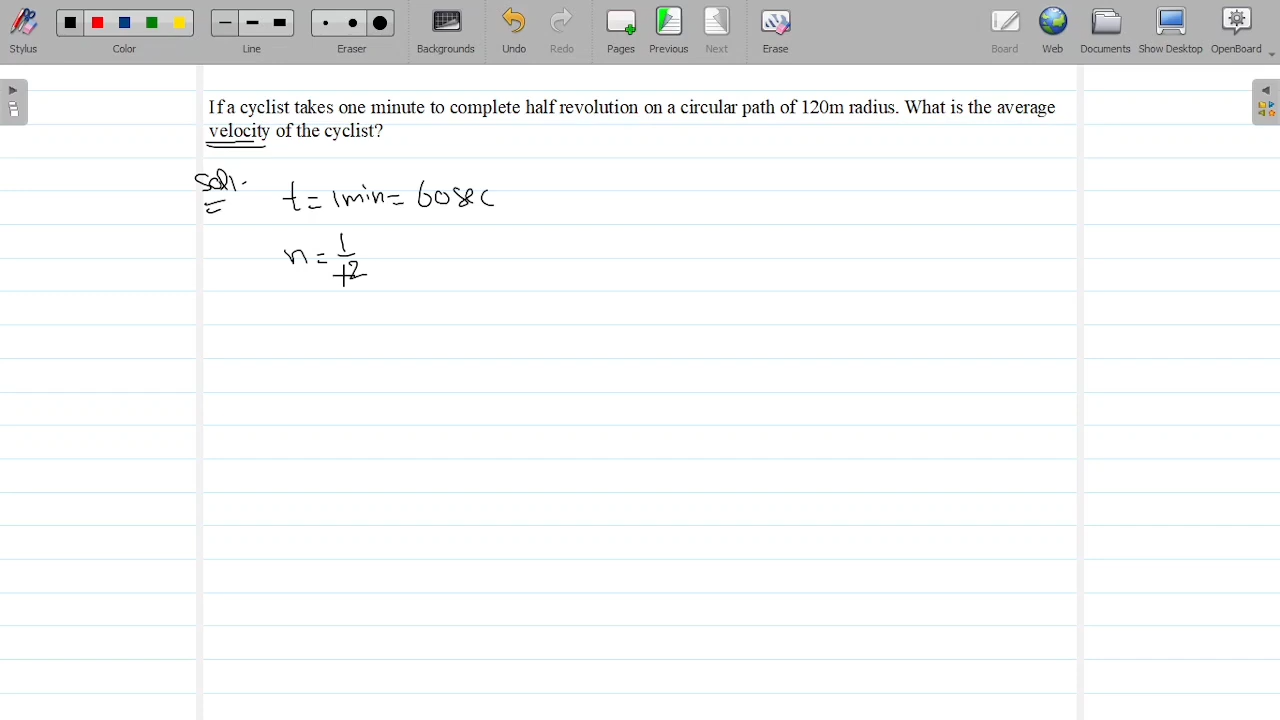 Stylus
Color
Line
Eraser
Backgrounds
Undo
Redo
Pages
Previous
Next
Erase
Board
Web
Documents
Show Desktop
OpenBoard
If a cyclist takes one minute to complete half revolution on a circular path of 120m radius. What is the average
velocity of the cyclist?
Soln.
t = 1min = 60sec
n = 1/2